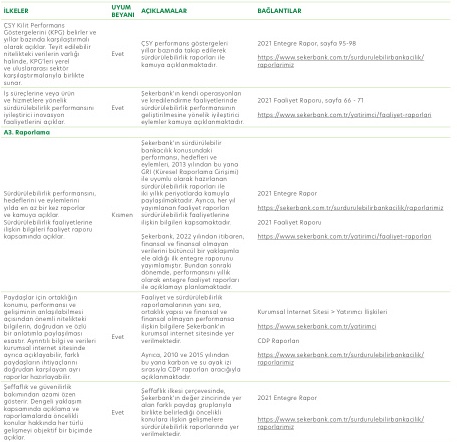 İLKELER
UYUM
BEYANI
AÇIKLAMALAR
BAĞLANTILAR
ÇSY Kilit Performans
Göstergelerini (KPG) belirler ve
yıllar bazında karşılaştırmalı
olarak açıklar. Teyit edilebilir
nitelikteki verilerin varlığı
halinde, KPG'leri yerel
ve uluslararası sektör
karşılaştırmalarıyla birlikte
sunar.
Evet
ÇSY performans göstergeleri
yıllar bazında takip edilerek
sürdürülebilirlik raporları ile
kamuya açıklanmaktadır.
2021 Entegre Rapor, sayfa 95-98
https://www.sekerbank.com.tr/surdurulebilirbankacilik/
raporlarimiz
İş süreçlerine veya ürün
ve hizmetlere yönelik
sürdürülebilirlik performansını
iyileştirici inovasyon
faaliyetlerini açıklar.
Evet
Şekerbank'ın kendi operasyonları
ve kredilendirme faaliyetlerinde
sürdürülebilirlik performansının
geliştirilmesine yönelik iyileştirici
eylemler kamuya açıklanmaktadır.
2021 Faaliyet Raporu, sayfa 66 - 71
https://www.sekerbank.com.tr/yatirimci/faaliyet-raporlari
A3. Raporlama
Sürdürülebilirlik performansını,
hedeflerini ve eylemlerini
yılda en az bir kez raporlar
ve kamuya açıklar.
Sürdürülebilirlik faaliyetlerine
ilişkin bilgileri faaliyet raporu
kapsamında açıklar.
Kısmen
Şekerbank'ın sürdürülebilir
bankacılık konusundaki
performansı, hedefleri ve
eylemleri, 2013 yılından bu yana
GRI (Küresel Raporlama Girişimi)
ile uyumlu olarak hazırlanan
sürdürülebilirlik raporları ile
iki yıllık periyotlarda kamuyla
paylaşılmaktadır. Ayrıca, her yıl
yayımlanan faaliyet raporları
sürdürülebilirlik faaliyetlerine
ilişkin bilgileri kapsamaktadır.
Şekerbank, 2022 yılından itibaren,
finansal ve finansal olmayan
verilerini bütüncül bir yaklaşımla
ele aldığı ilk entegre raporunu
yayımlamıştır. Bundan sonraki
dönemde, performansını yıllık
olarak entegre faaliyet raporları
ile açıklamayı planlamaktadır.
2021 Entegre Rapor
https://sekerbank.com.tr/surdurulebilirbankacilik/raporlarimiz
2021 Faaliyet Raporu
https://www.sekerbank.com.tr/yatirimci/faaliyet-raporlari
Paydaşlar için ortaklığın
konumu, performansı ve
gelişiminin anlaşılabilmesi
açısından önemli nitelikteki
bilgilerin, doğrudan ve özlü
bir anlatımla paylaşılması
esastır. Ayrıntılı bilgi ve verileri
kurumsal internet sitesinde
ayrıca açıklayabilir, farklı
paydaşların ihtiyaçlarını
doğrudan karşılayan ayrı
raporlar hazırlayabilir.
Evet
Faaliyet ve sürdürülebilirlik
raporlamalarının yanı sıra,
ortaklık yapısı ve finansal ve
finansal olmayan performansa
ilişkin bilgilere Şekerbank'ın
kurumsal internet sitesinde yer
verilmektedir.
Ayrıca, 2010 ve 2015 yılından
bu yana karbon ve su ayak izi
sırasıyla CDP raporları aracılığıyla
açıklanmaktadır.
Kurumsal Internet Sitesi > Yatırımcı İlişkileri
https://www.sekerbank.com.tr/yatirimci
CDP Raporları
https://www.sekerbank.com.tr/surdurulebilirbankacilik/
raporlarimiz
Şeffaflık ve güvenilirlik
bakımından azami özen
gösterir. Dengeli yaklaşım
kapsamında açıklama ve
raporlamalarda öncelikli
konular hakkında her türlü
gelişmeyi objektif bir biçimde
açıklar.
Evet
Şeffaflık ilkesi çerçevesinde,
Şekerbank'ın değer zincirinde yer
alan farklı paydaş gruplarıyla
birlikte belirlediği öncelikli
konulara ilişkin gelişmelere
sürdürülebilirlik raporlarında yer
verilmektedir.
2021 Entegre Rapor
https://www.sekerbank.com.tr/surdurulebilirbankacilik/
raporlarimiz